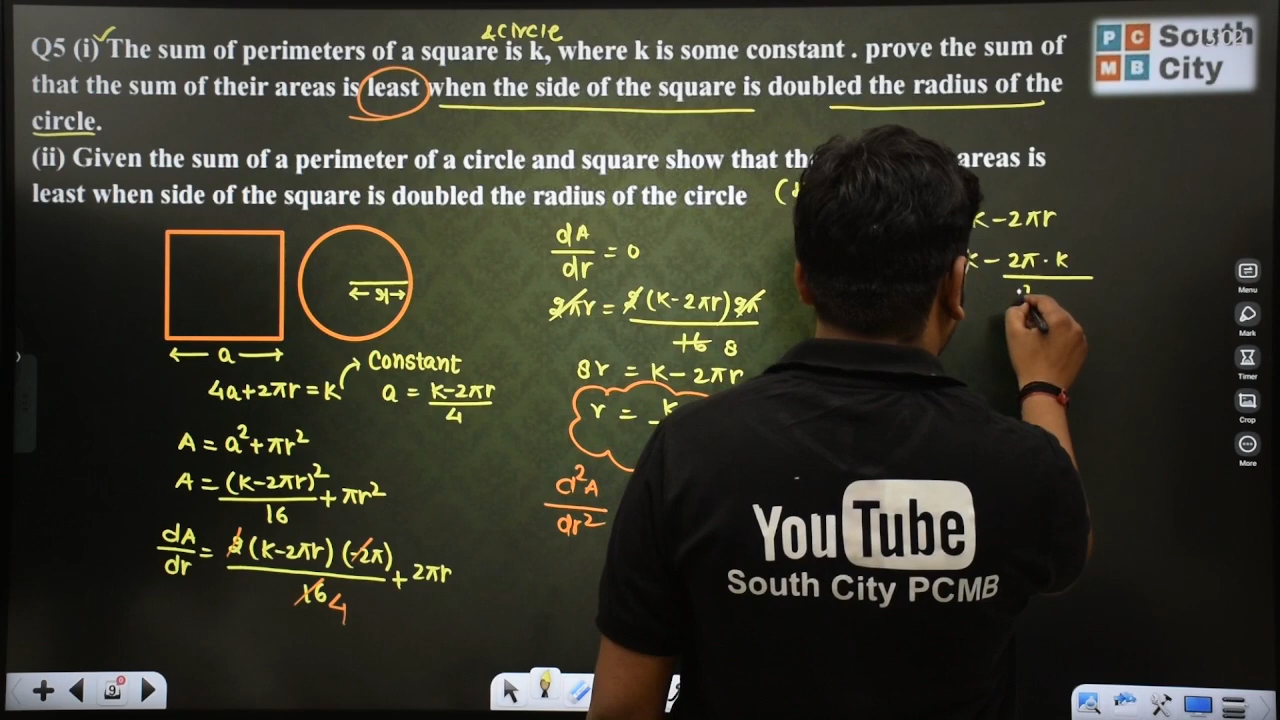 &circle
Q5 (i) The sum of perimeters of a square is k, where k is some constant . prove the sum of
that the sum of their areas is least when the side of the square is doubled the radius of the
circle.
(ii) Given the sum of a perimeter of a circle and square show that areas is
least when side of the square is doubled the radius of the circle (
P C
M B
South
City
a
r
Constant
4a+2πr=K
a = K-2πr/4
A = a²+πr²
A = (K-2πr)²/16 + πr²
dA/dr = 2(K-2πr)(-2π)/16 4 + 2πr
dA/dr = 0
2πr = 2(K-2πr)2π/16 8
8r = K-2πr
r = K
d²A/dr²
K-2πr
K - 2π·K
Menu
Mark
Timer
Crop
More
9
0
YouTube
South City PCMB